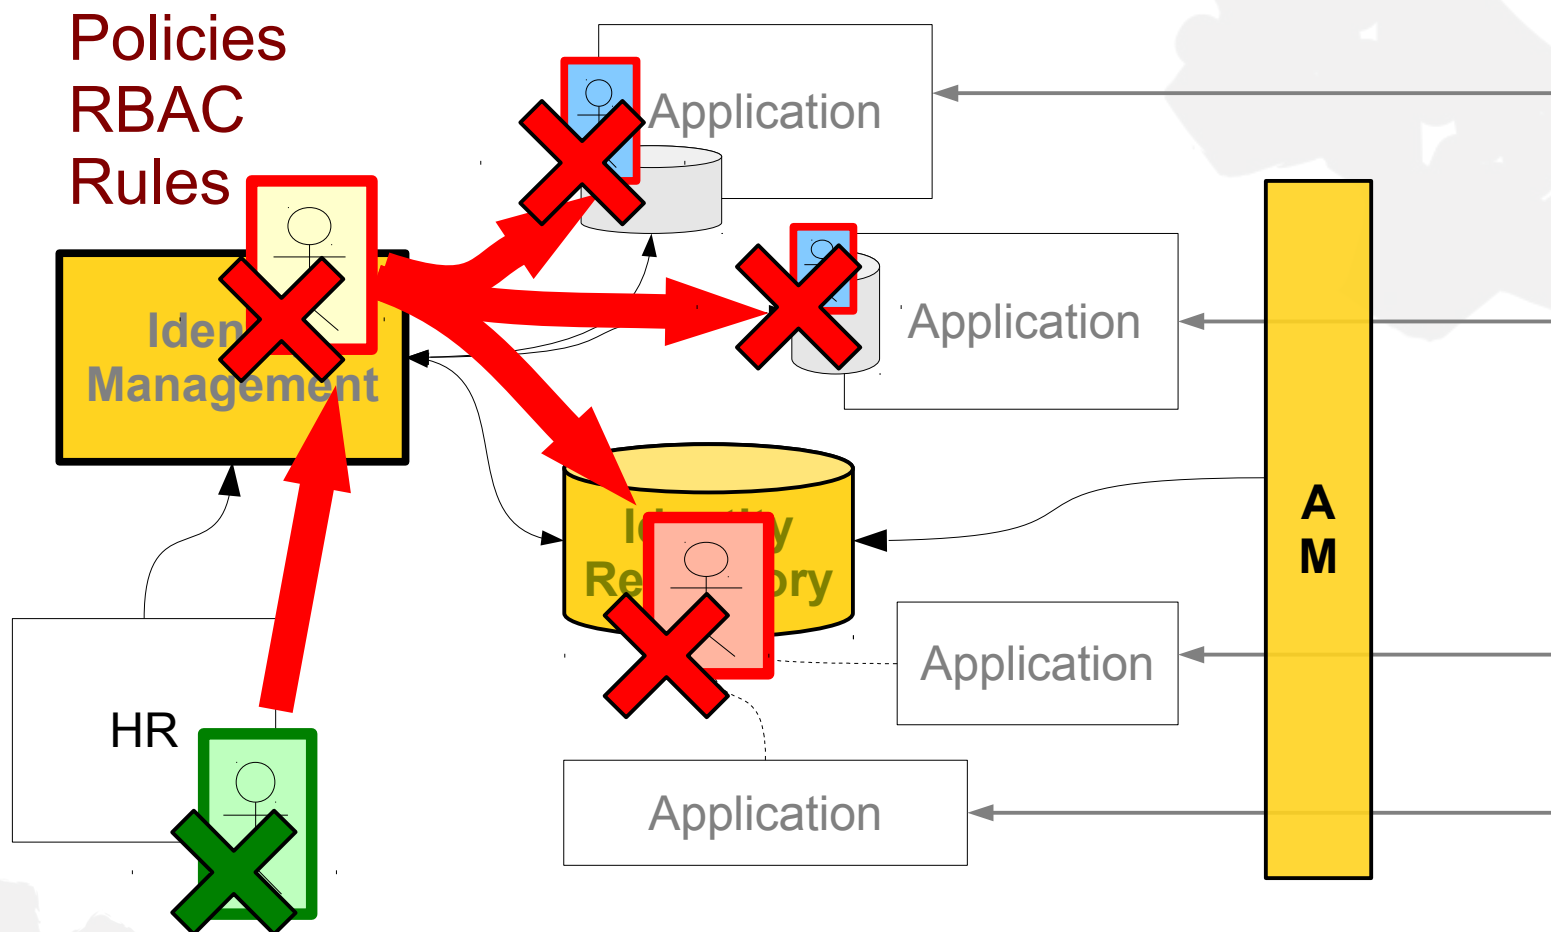 Policies
RBAC
Rules
Application
Application
Management
A
M
Application
HR
Application